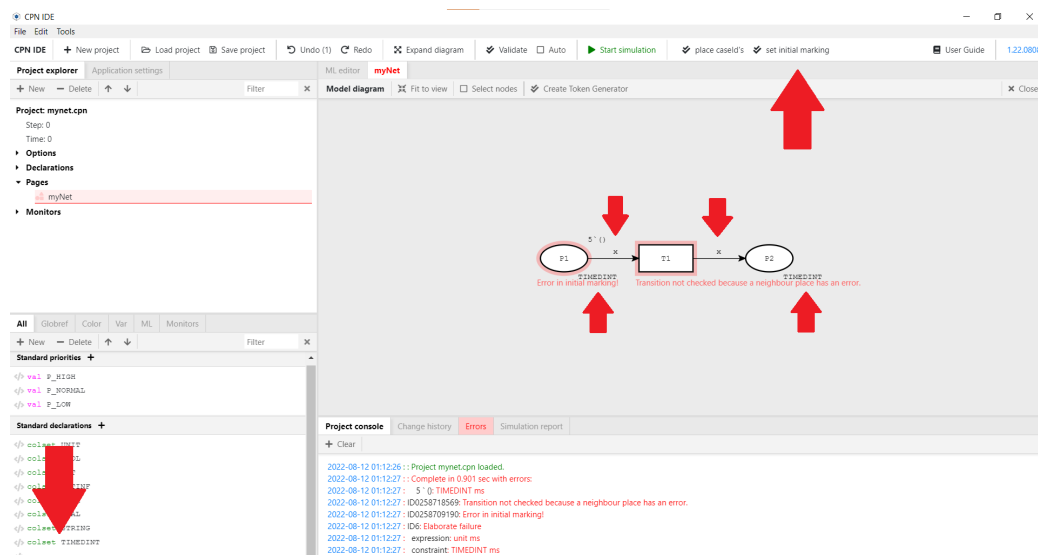 CPN IDE
File Edit Tools
CPN IDE New project Load project Save project Undo (1) Redo Expand diagram Validate Auto Start simulation place caseId's set initial marking User Guide 1.22.0808
Project explorer Application settings ML editor myNet
New Delete Filter Model diagram Fit to view Select nodes Create Token Generator Close
Project: mynet.cpn
Step: 0
Time: 0
Options
Declarations
Pages
myNet
Monitors
5`()
x x
P1 T1 P2
TIMEDINT TIMEDINT
Error in initial marking! Transition not checked because a neighbour place has an error.
All Globref Color Var ML Monitors
New Delete Filter
Standard priorities
val P_HIGH
val P_NORMAL
val P_LOW
Standard declarations
colset UNIT
colset
colset TIMEDINT
Project console Change history Errors Simulation report
Clear
2022-08-12 01:12:26 : : Project mynet.cpn loaded.
2022-08-12 01:12:27 : : Complete in 0.901 sec with errors:
2022-08-12 01:12:27 : 5 ` (): TIMEDINT ms
2022-08-12 01:12:27 : ID0258718569: Transition not checked because a neighbour place has an error.
2022-08-12 01:12:27 : ID0258709190: Error in initial marking!
2022-08-12 01:12:27 : ID6: Elaborate failure
2022-08-12 01:12:27 : expression: unit ms
2022-08-12 01:12:27 : constraint: TIMEDINT ms